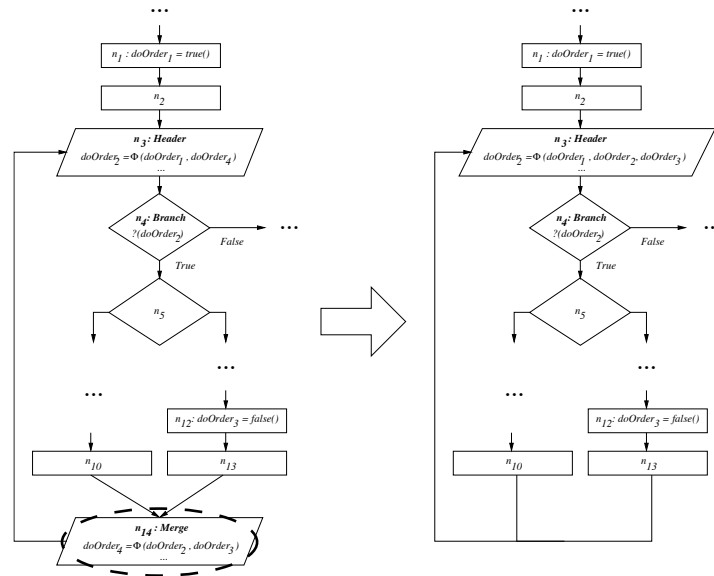 ...
n1 : doOrder1 = true()
n2
n3 : Header
doOrder2 = Φ (doOrder1 , doOrder4)
...
n4 : Branch
?(doOrder2)
False
...
True
n5
...
...
n12 : doOrder3 = false()
n10
n13
n14 : Merge
doOrder4 = Φ (doOrder2 , doOrder3)
...
...
n1 : doOrder1 = true()
n2
n3 : Header
doOrder2 = Φ (doOrder1 , doOrder2, doOrder3)
...
n4 : Branch
?(doOrder2)
False
...
True
n5
...
...
n12 : doOrder3 = false()
n10
n13